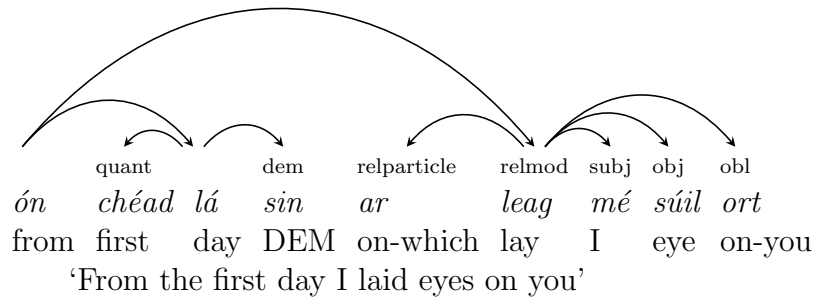 quant dem relparticle relmod subj obj obl
ón chéad lá sin ar leag mé súil ort
from first day DEM on-which lay I eye on-you
‘From the first day I laid eyes on you’